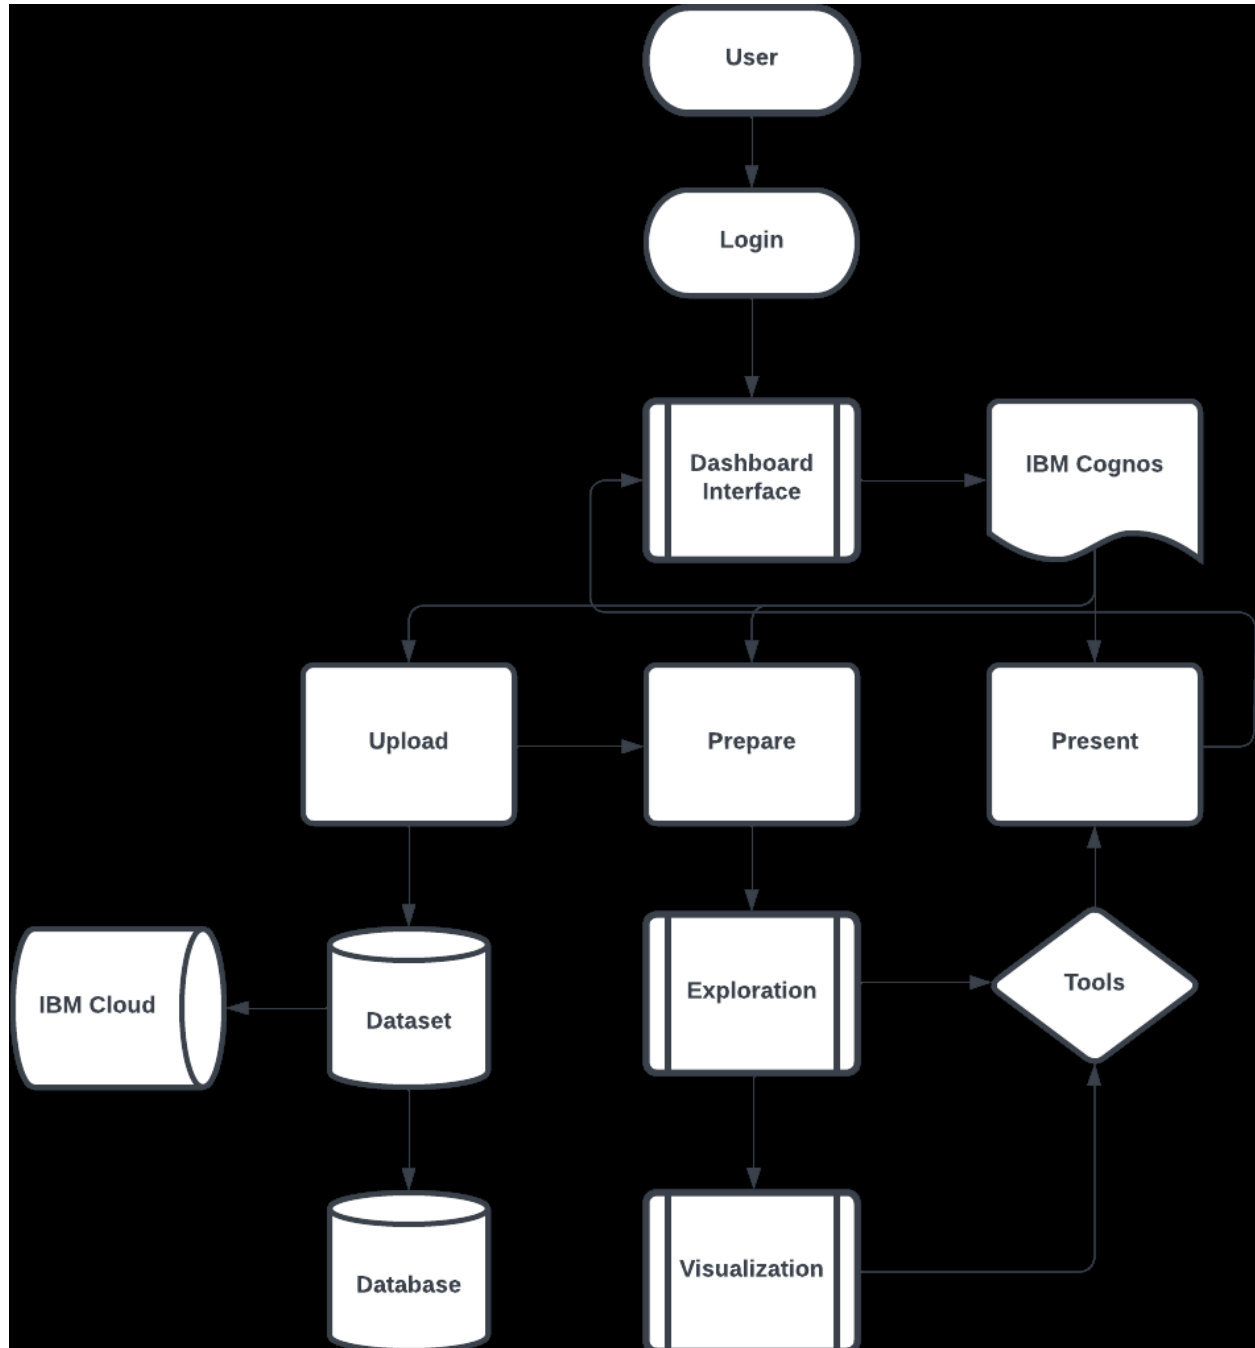 User
Login
Dashboard
Interface
IBM Cognos
Upload
Prepare
Present
IBM Cloud
Dataset
Exploration
Tools
Database
Visualization